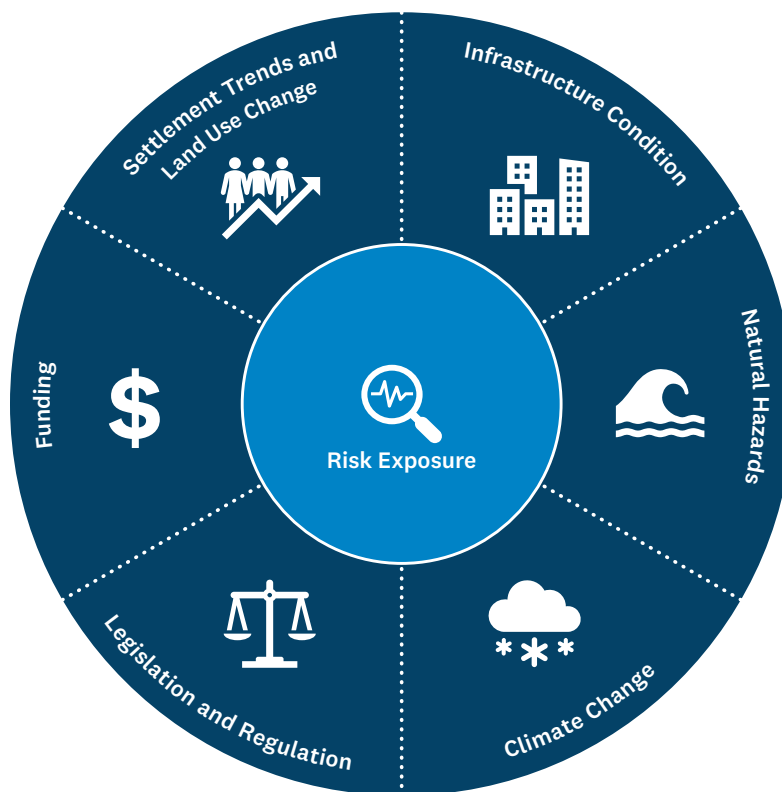 Settlement Trends and
Land Use Change
Infrastructure Condition
Natural Hazards
Climate Change
Legislation and Regulation
Funding
$
Risk Exposure